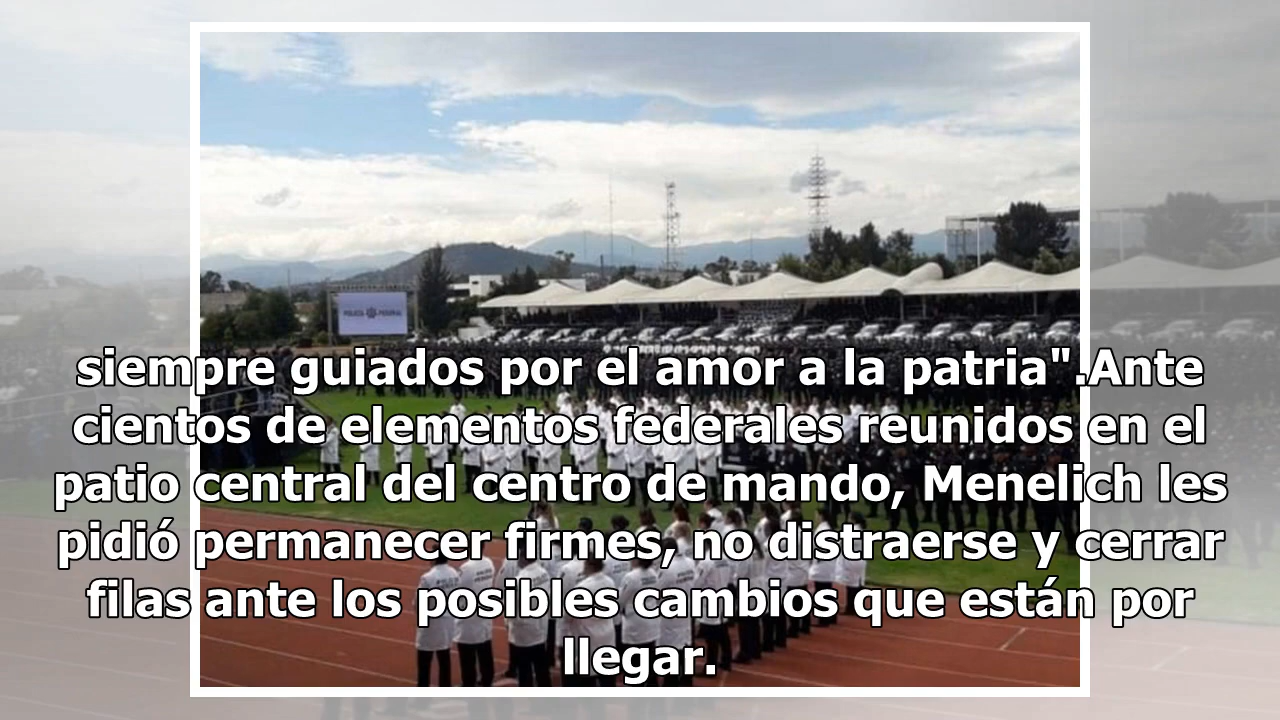 POLICÍA FEDERAL
siempre guiados por el amor a la patria".Ante
cientos de elementos federales reunidos en el
patio central del centro de mando, Menelich les
pidió permanecer firmes, no distraerse y cerrar
filas ante los posibles cambios que están por
llegar.